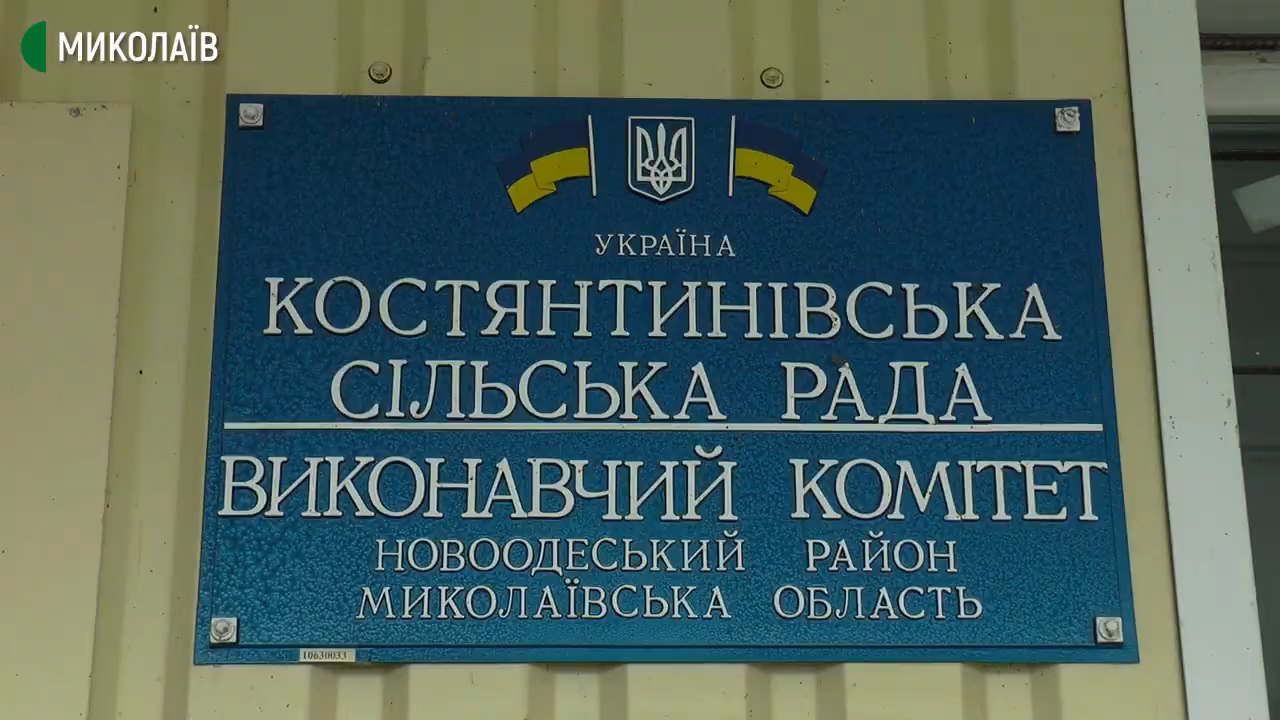 МИКОЛАЇВ
УКРАЇНА
КОСТЯНТИНІВСЬКА
СІЛЬСЬКА РАДА
ВИКОНАВЧИЙ КОМІТЕТ
НОВООДЕСЬКИЙ РАЙОН
МИКОЛАЇВСЬКА ОБЛАСТЬ
10630033